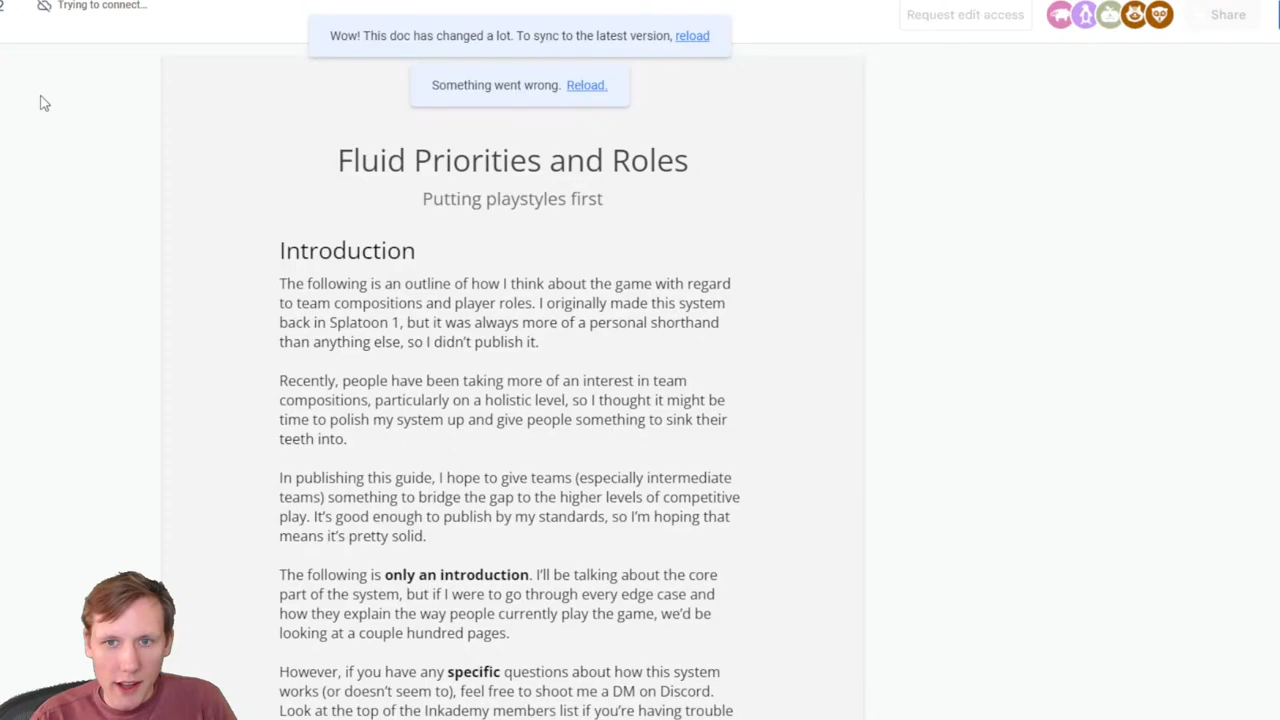 2
Trying to connect...
Request edit access
Share
Wow! This doc has changed a lot. To sync to the latest version, reload
Something went wrong. Reload.
Fluid Priorities and Roles
Putting playstyles first
Introduction
The following is an outline of how I think about the game with regard
to team compositions and player roles. I originally made this system
back in Splatoon 1, but it was always more of a personal shorthand
than anything else, so I didn't publish it.
Recently, people have been taking more of an interest in team
compositions, particularly on a holistic level, so I thought it might be
time to polish my system up and give people something to sink their
teeth into.
In publishing this guide, I hope to give teams (especially intermediate
teams) something to bridge the gap to the higher levels of competitive
play. It's good enough to publish by my standards, so I'm hoping that
means it's pretty solid.
The following is only an introduction. I'll be talking about the core
part of the system, but if I were to go through every edge case and
how they explain the way people currently play the game, we'd be
looking at a couple hundred pages.
However, if you have any specific questions about how this system
works (or doesn't seem to), feel free to shoot me a DM on Discord.
Look at the top of the Inkademy members list if you're having trouble